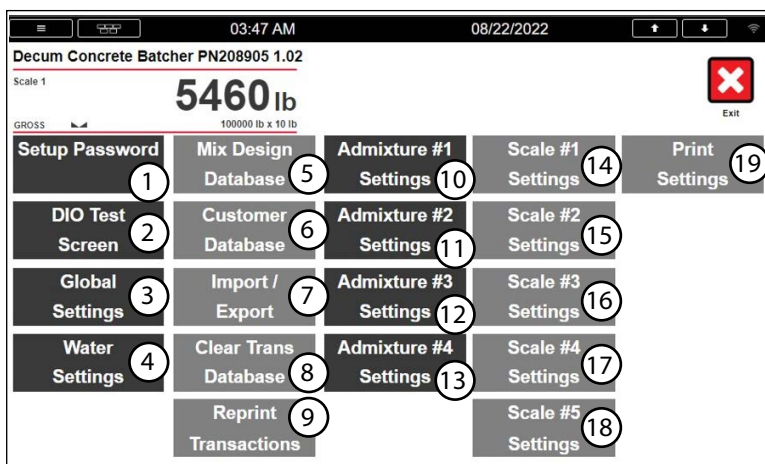 03:47 AM 08/22/2022
Decum Concrete Batcher PN208905 1.02
Scale 1
5460 lb
GROSS 100000 lb x 10 lb
Exit
Setup Password 1
Mix Design Database 5
Admixture #1 Settings 10
Scale #1 Settings 14
Print Settings 19
DIO Test Screen 2
Customer Database 6
Admixture #2 Settings 11
Scale #2 Settings 15
Global Settings 3
Import / Export 7
Admixture #3 Settings 12
Scale #3 Settings 16
Water Settings 4
Clear Trans Database 8
Admixture #4 Settings 13
Scale #4 Settings 17
Reprint Transactions 9
Scale #5 Settings 18